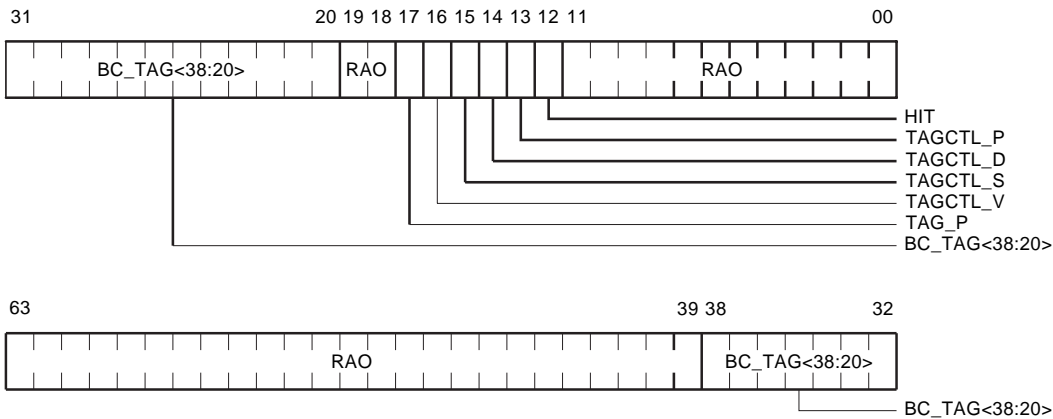 31 20 19 18 17 16 15 14 13 12 11 00
BC_TAG<38:20> RAO RAO
HIT
TAGCTL_P
TAGCTL_D
TAGCTL_S
TAGCTL_V
TAG_P
BC_TAG<38:20>
63 39 38 32
RAO BC_TAG<38:20>
BC_TAG<38:20>